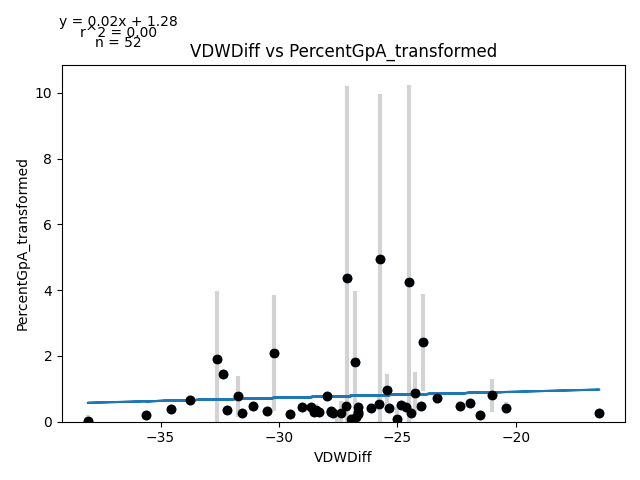 y = 0.02x + 1.28
r^2 = 0.00
n = 52
VDWDiff vs PercentGpA_transformed
10
8
6
4
2
0
PercentGpA_transformed
−35
−30
−25
−20
VDWDiff